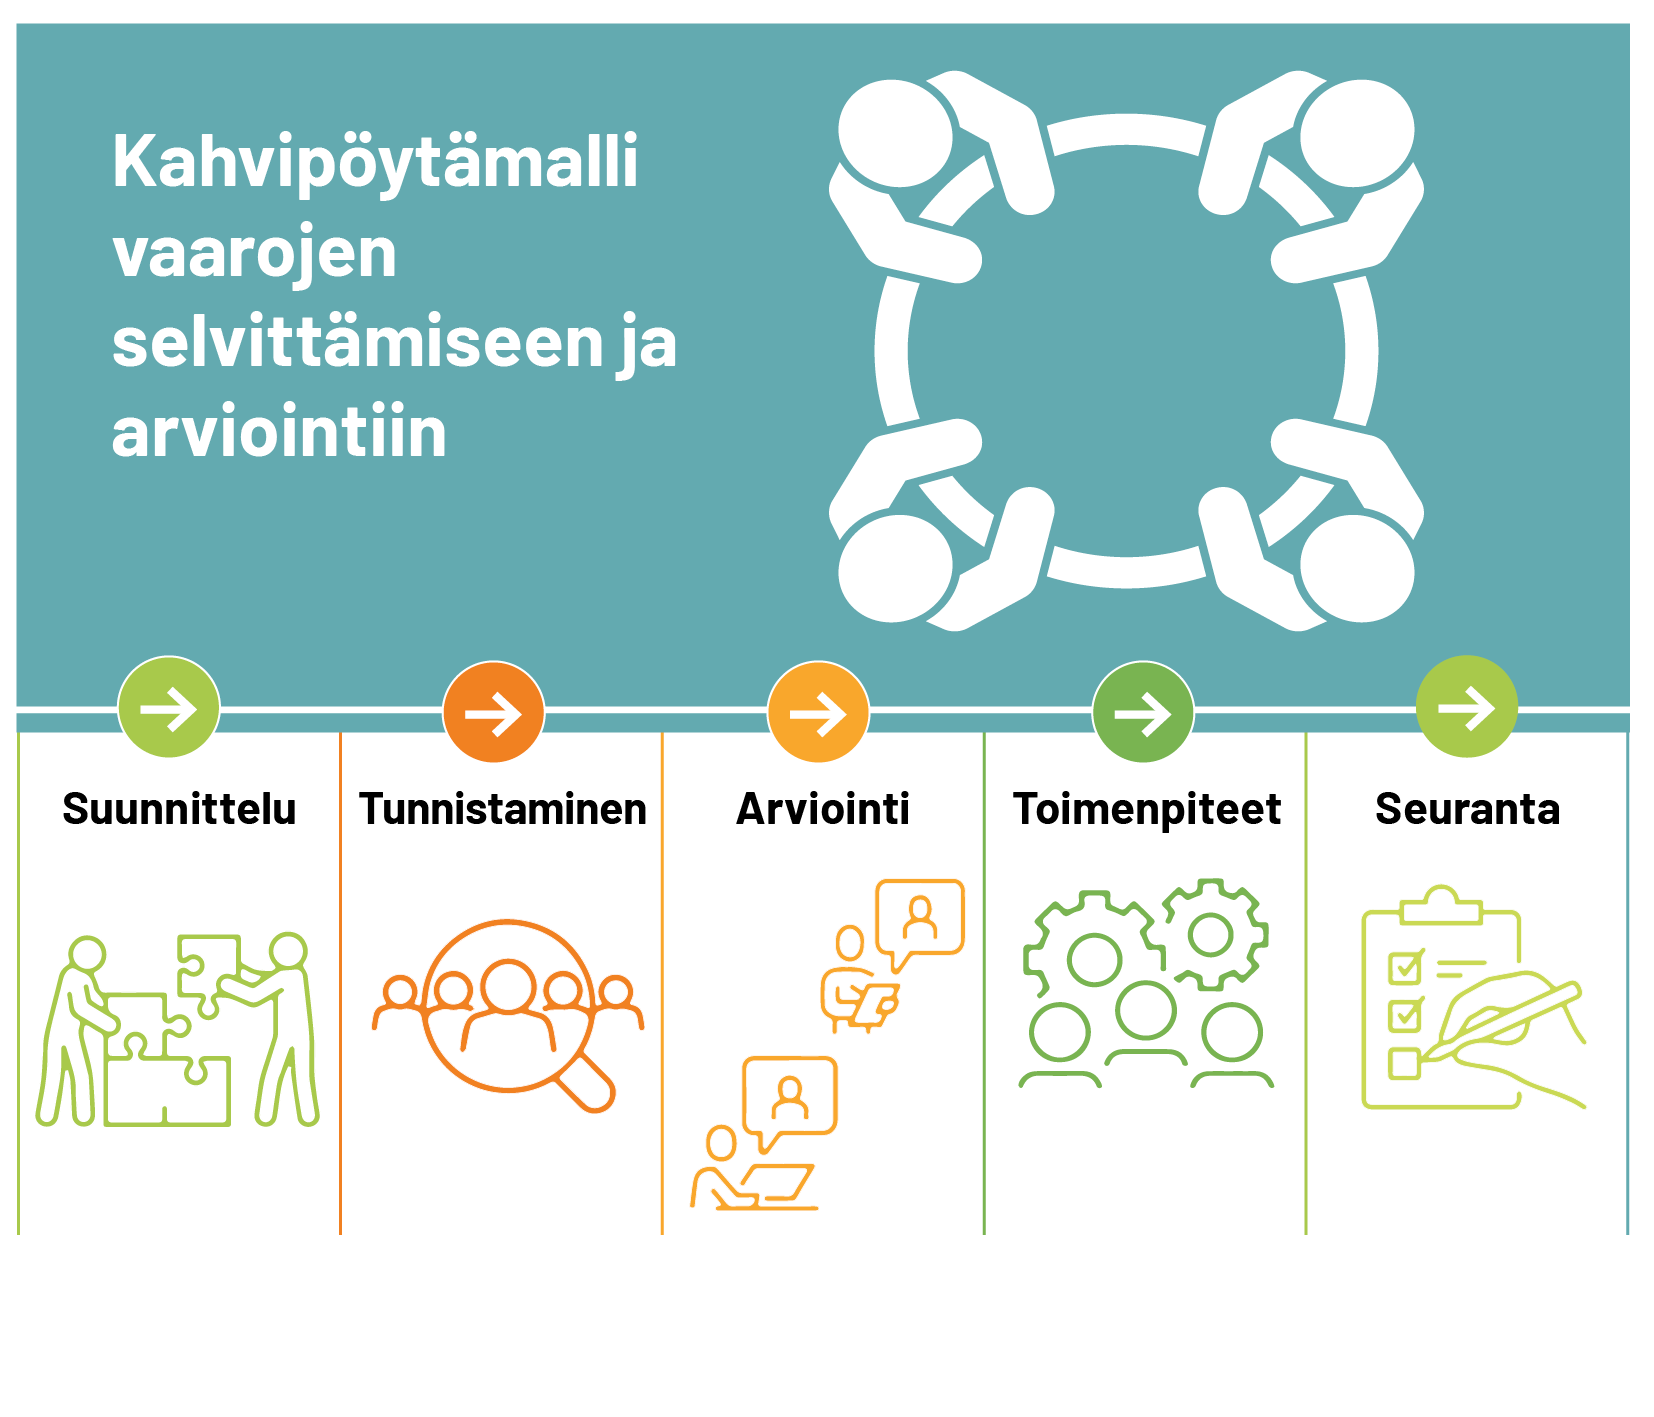 Kahvipöytämalli
vaarojen
selvittämiseen ja
arviointiin
Suunnittelu
Tunnistaminen
Arviointi
Toimenpiteet
Seuranta